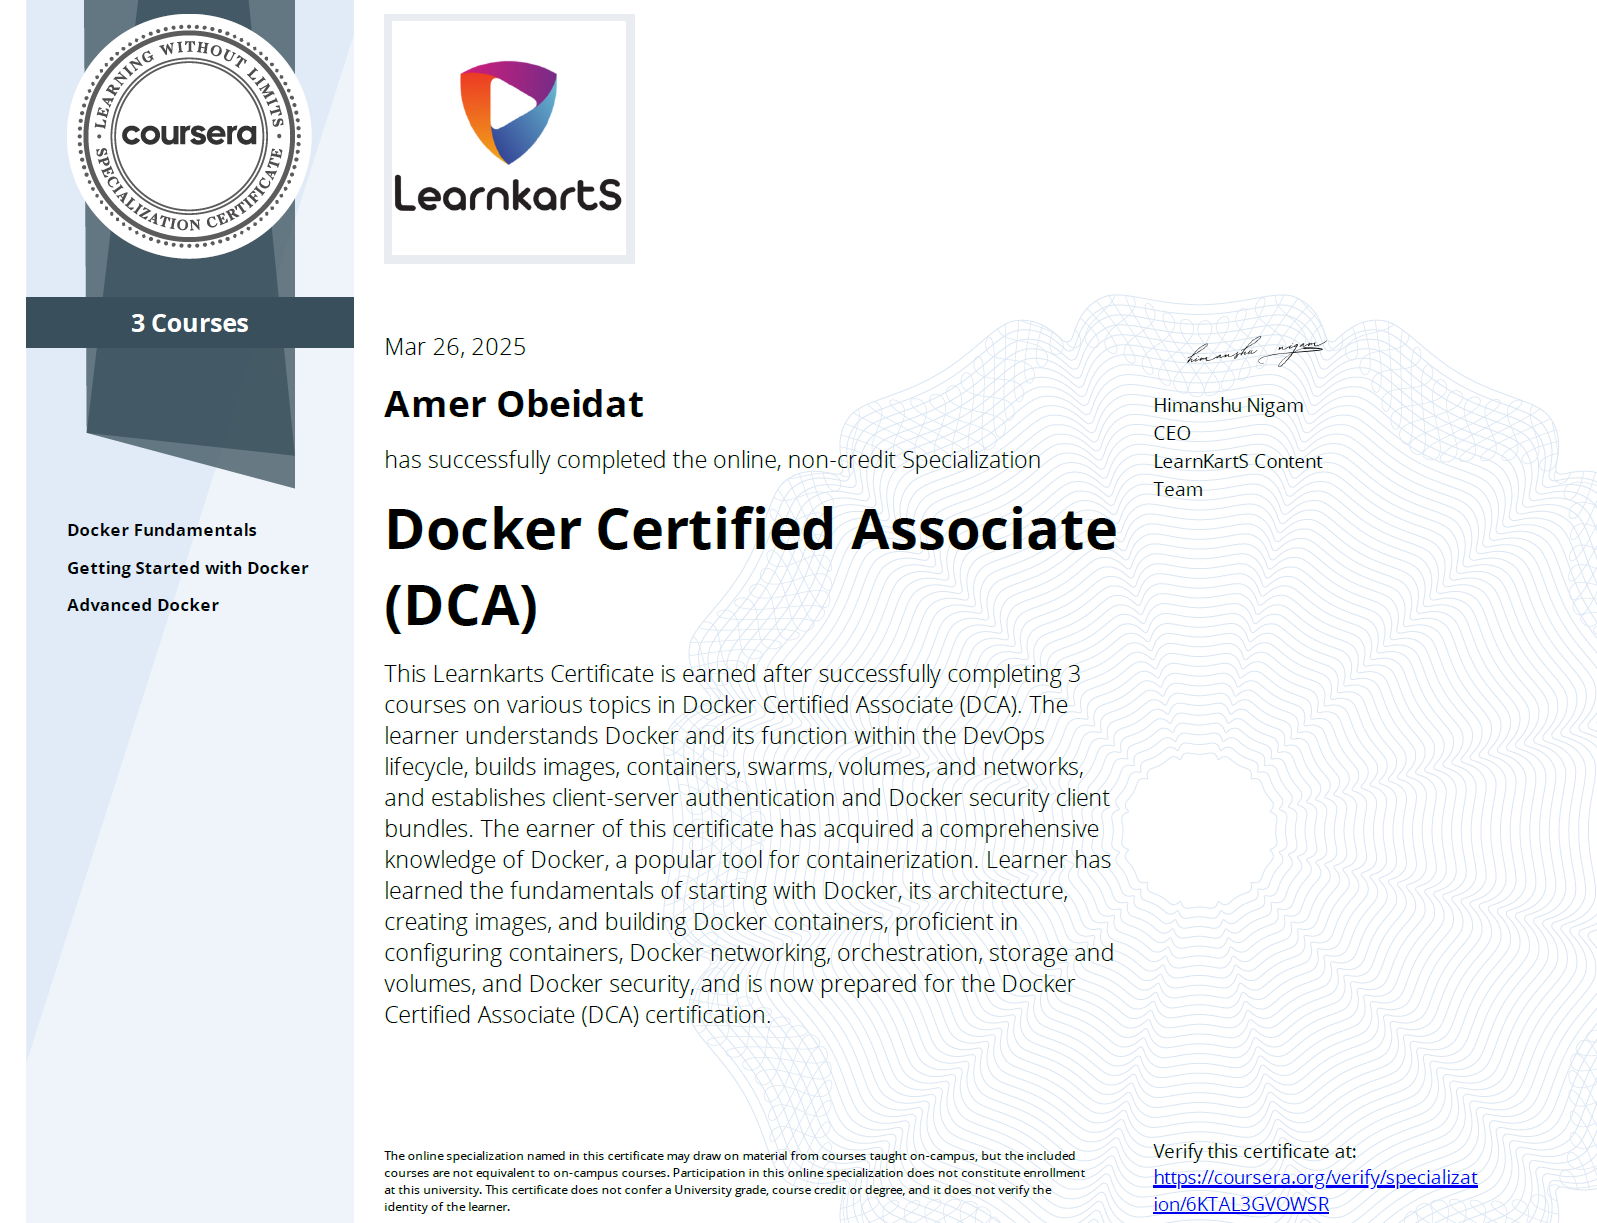 LEARNING WITHOUT LIMITS
coursera
SPECIALIZATION CERTIFICATE
3 Courses
Docker Fundamentals
Getting Started with Docker
Advanced Docker
LearnkartS
Mar 26, 2025
Amer Obeidat
has successfully completed the online, non-credit Specialization
Docker Certified Associate
(DCA)
This Learnkarts Certificate is earned after successfully completing 3
courses on various topics in Docker Certified Associate (DCA). The
learner understands Docker and its function within the DevOps
lifecycle, builds images, containers, swarms, volumes, and networks,
and establishes client-server authentication and Docker security client
bundles. The earner of this certificate has acquired a comprehensive
knowledge of Docker, a popular tool for containerization. Learner has
learned the fundamentals of starting with Docker, its architecture,
creating images, and building Docker containers, proficient in
configuring containers, Docker networking, orchestration, storage and
volumes, and Docker security, and is now prepared for the Docker
Certified Associate (DCA) certification.
himanshu nigam
Himanshu Nigam
CEO
LearnKartS Content
Team
The online specialization named in this certificate may draw on material from courses taught on-campus, but the included
courses are not equivalent to on-campus courses. Participation in this online specialization does not constitute enrollment
at this university. This certificate does not confer a University grade, course credit or degree, and it does not verify the
identity of the learner.
Verify this certificate at:
https://coursera.org/verify/specializat
ion/6KTAL3GVOWSR